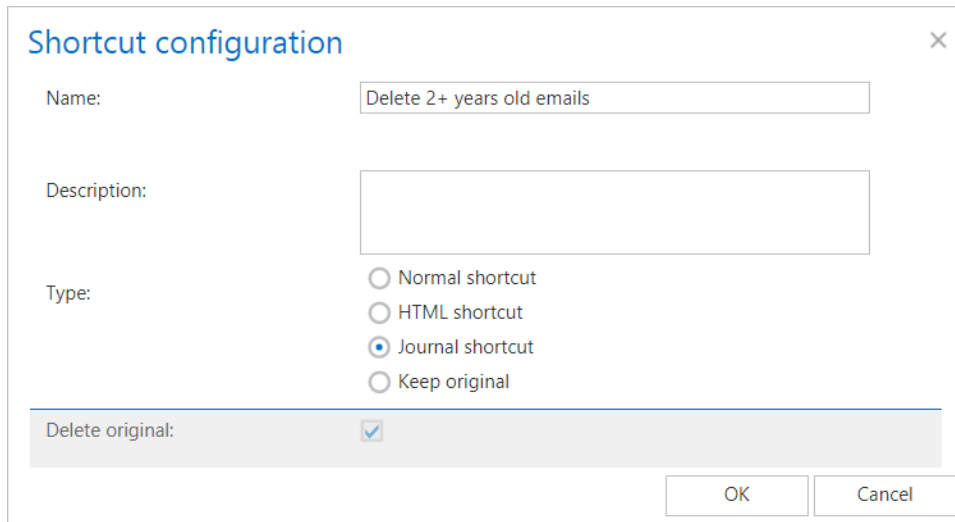 Shortcut configuration
Name:
Delete 2+ years old emails
Description:
Type:
Normal shortcut
HTML shortcut
Journal shortcut
Keep original
Delete original:
OK
Cancel